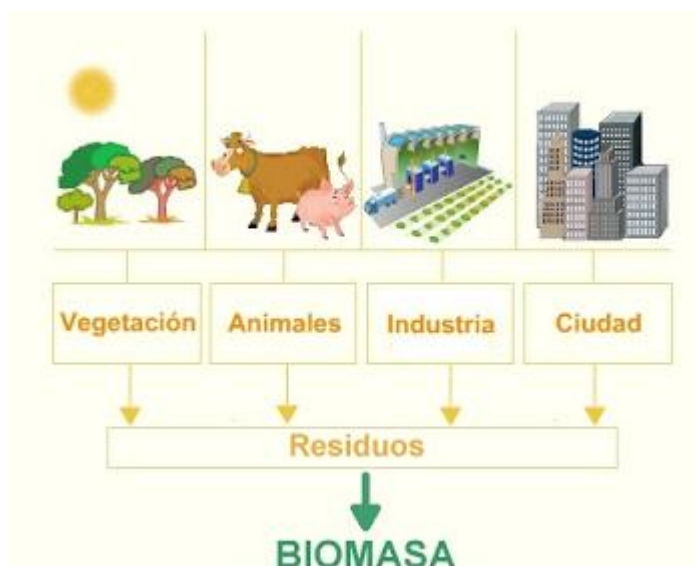 Vegetación
Animales
Industria
Ciudad
Residuos
BIOMASA